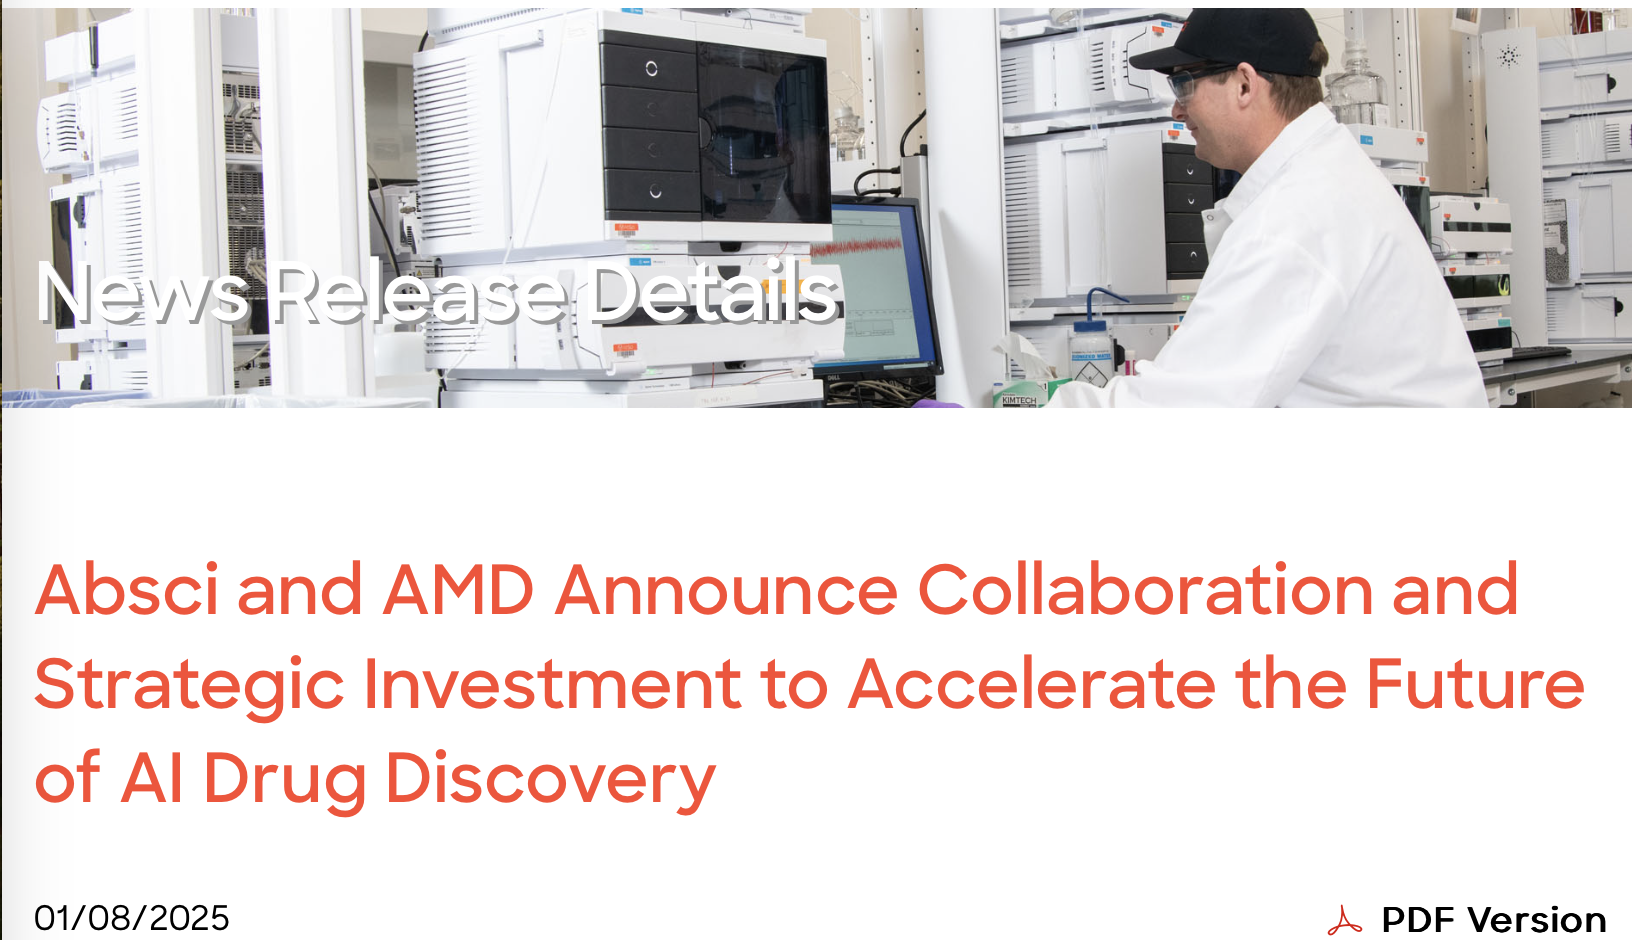 News Release Details
KIMTECH
Absci and AMD Announce Collaboration and
Strategic Investment to Accelerate the Future
of AI Drug Discovery
01/08/2025
PDF Version